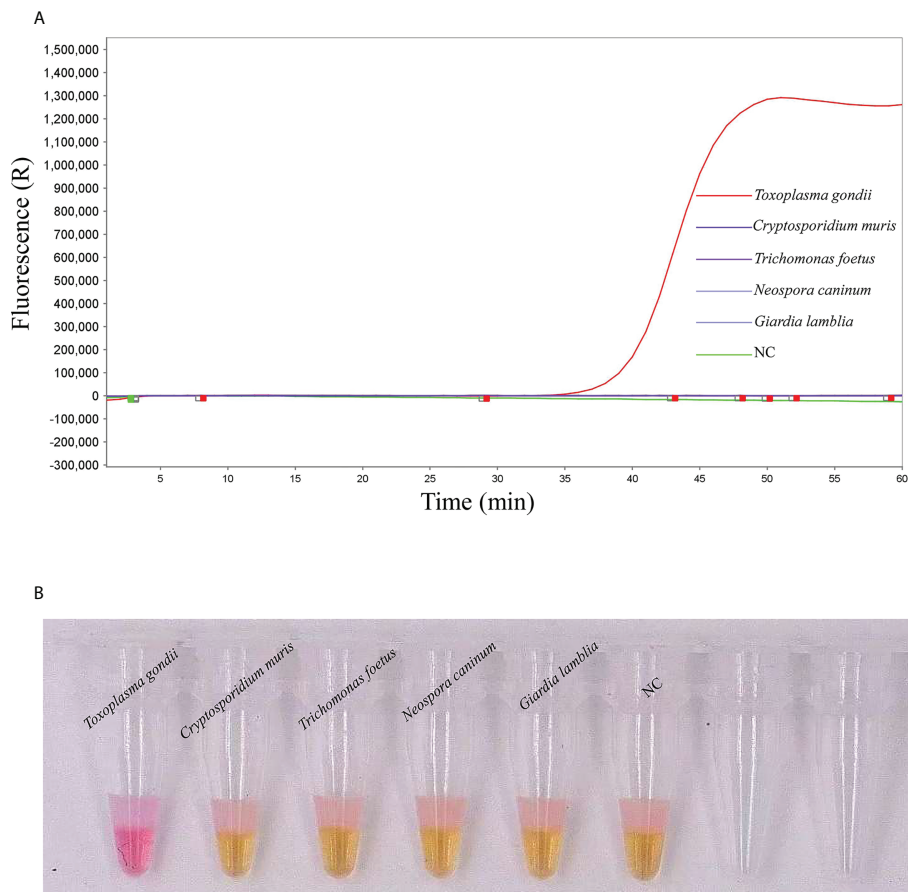 A
1,500,000
1,400,000
1,300,000
1,200,000
1,100,000
1,000,000
900,000
800,000
700,000
600,000
500,000
400,000
300,000
200,000
100,000
0
-100,000
-200,000
-300,000
Fluorescence (R)
Toxoplasma gondii
Cryptosporidium muris
Trichomonas foetus
Neospora caninum
Giardia lamblia
NC
5 10 15 20 25 30 35 40 45 50 55 60
Time (min)
B
Toxoplasma gondii
Cryptosporidium muris
Trichomonas foetus
Neospora caninum
Giardia lamblia
NC